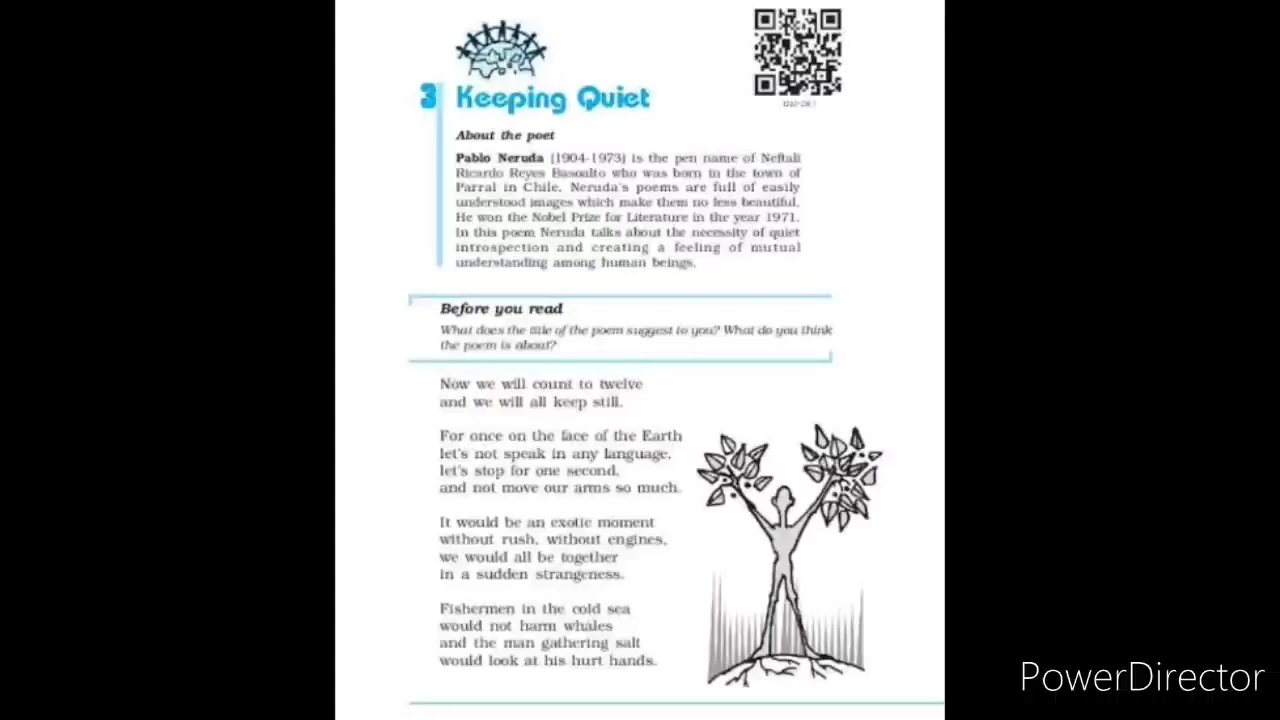 3 Keeping Quiet
About the poet
Pablo Neruda (1904-1973) is the pen name of Neftali
Ricardo Reyes Basoalto who was born in the town of
Parral in Chile. Neruda's poems are full of easily
understood images which make them no less beautiful.
He won the Nobel Prize for Literature in the year 1971.
In this poem Neruda talks about the necessity of quiet
introspection and creating a feeling of mutual
understanding among human beings.
Before you read
What does the title of the poem suggest to you? What do you think
the poem is about?
Now we will count to twelve
and we will all keep still.
For once on the face of the Earth
let's not speak in any language,
let's stop for one second,
and not move our arms so much.
It would be an exotic moment
without rush, without engines,
we would all be together
in a sudden strangeness.
Fishermen in the cold sea
would not harm whales
and the man gathering salt
would look at his hurt hands.
PowerDirector